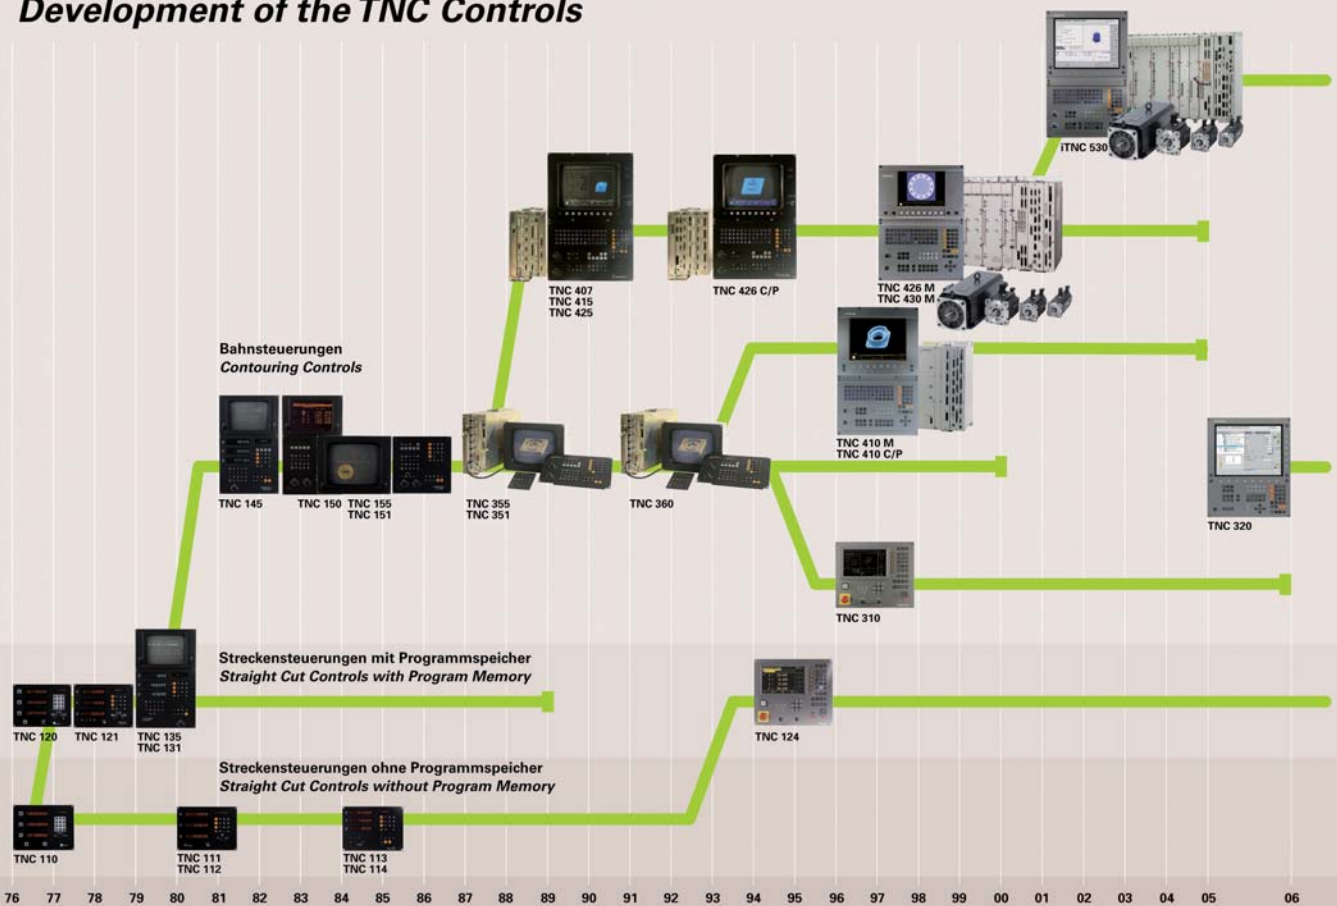 Development of the TNC Controls
iTNC 530
TNC 407
TNC 415
TNC 425
TNC 426 C/P
TNC 426 M
TNC 430 M
Bahnsteuerungen
Contouring Controls
TNC 410 M
TNC 410 C/P
TNC 145
TNC 150
TNC 155
TNC 151
TNC 355
TNC 351
TNC 360
TNC 320
TNC 310
Streckensteuerungen mit Programmspeicher
Straight Cut Controls with Program Memory
TNC 120
TNC 121
TNC 135
TNC 131
TNC 124
Streckensteuerungen ohne Programmspeicher
Straight Cut Controls without Program Memory
TNC 110
TNC 111
TNC 112
TNC 113
TNC 114
76 77 78 79 80 81 82 83 84 85 86 87 88 89 90 91 92 93 94 95 96 97 98 99 00 01 02 03 04 05 06